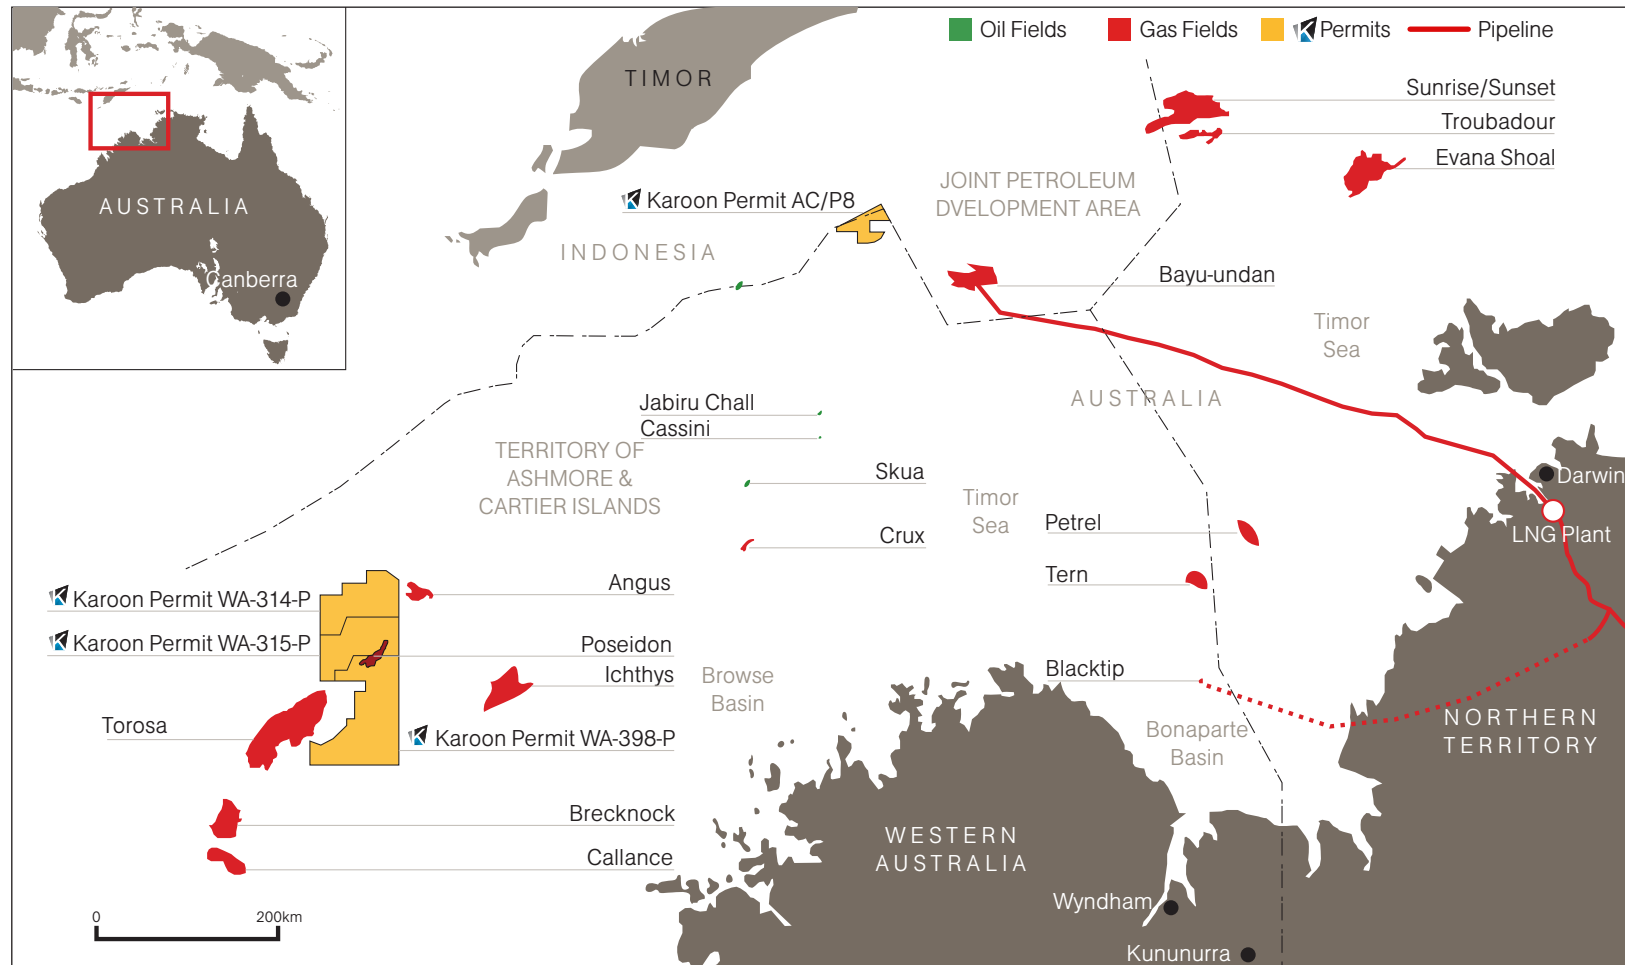 Oil Fields
Gas Fields
Permits
Pipeline
TIMOR
Sunrise/Sunset
Troubadour
Evana Shoal
AUSTRALIA
Canberra
Karoon Permit AC/P8
JOINT PETROLEUM
DVELOPMENT AREA
INDONESIA
Bayu-undan
Timor
Sea
AUSTRALIA
Jabiru Chall
Cassini
TERRITORY OF
ASHMORE &
CARTIER ISLANDS
Skua
Timor
Sea
Crux
Petrel
Tern
Darwin
LNG Plant
Angus
Karoon Permit WA-314-P
Karoon Permit WA-315-P
Poseidon
Ichthys
Browse
Basin
Blacktip
Torosa
Karoon Permit WA-398-P
Bonaparte
Basin
NORTHERN
TERRITORY
Brecknock
Callance
WESTERN
AUSTRALIA
Wyndham
Kununurra
0
200km